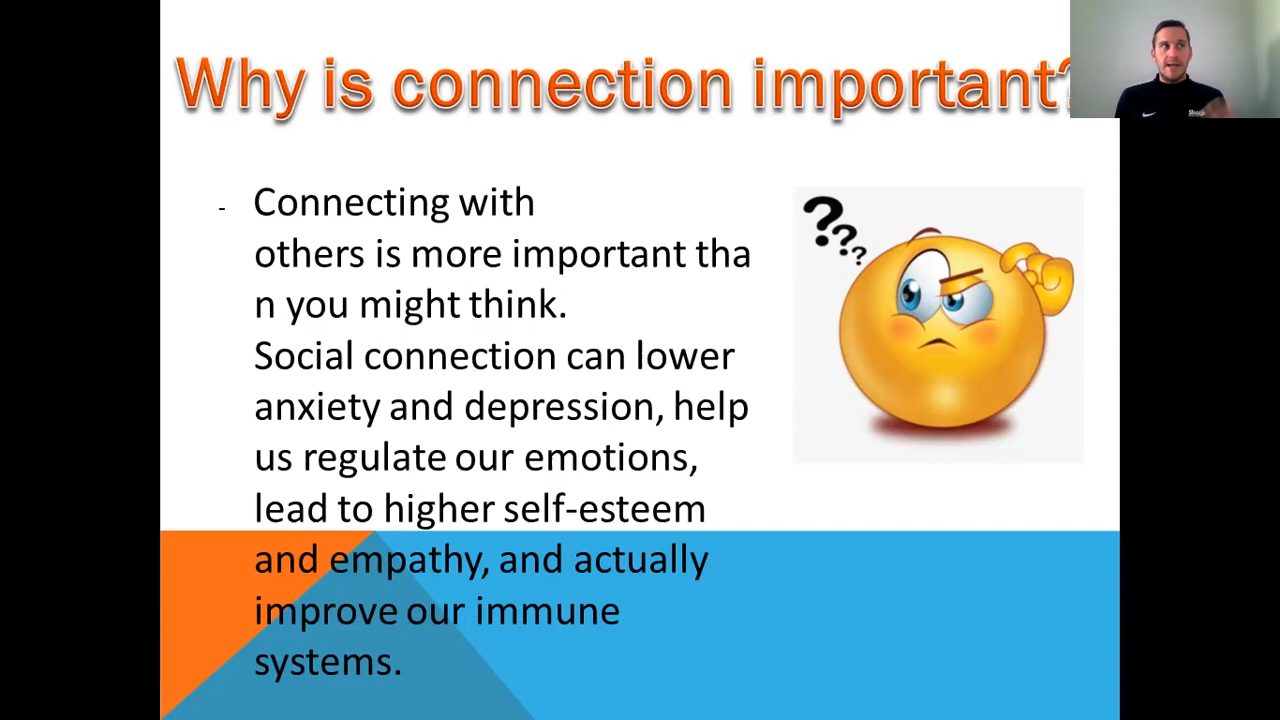 Why is connection important?
- Connecting with
others is more important tha
n you might think.
Social connection can lower
anxiety and depression, help
us regulate our emotions,
lead to higher self-esteem
and empathy, and actually
improve our immune
systems.
???